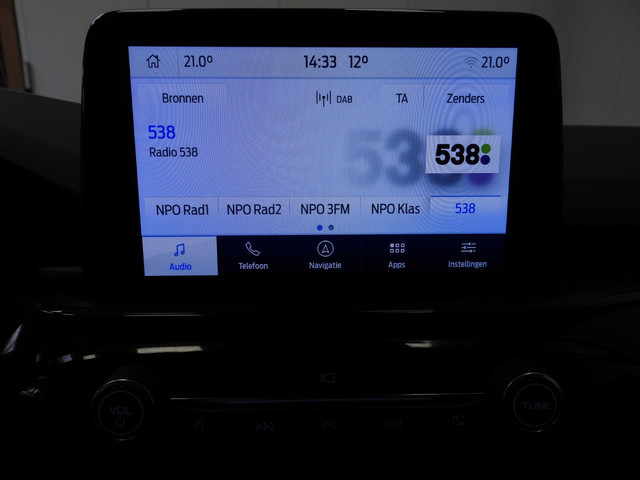 21.0° 14:33 12° 21.0°
Bronnen DAB TA Zenders
538
Radio 538
538
NPO Rad1 NPO Rad2 NPO 3FM NPO Klas 538
Audio Telefoon Navigatie Apps Instellingen
VOL TUNE